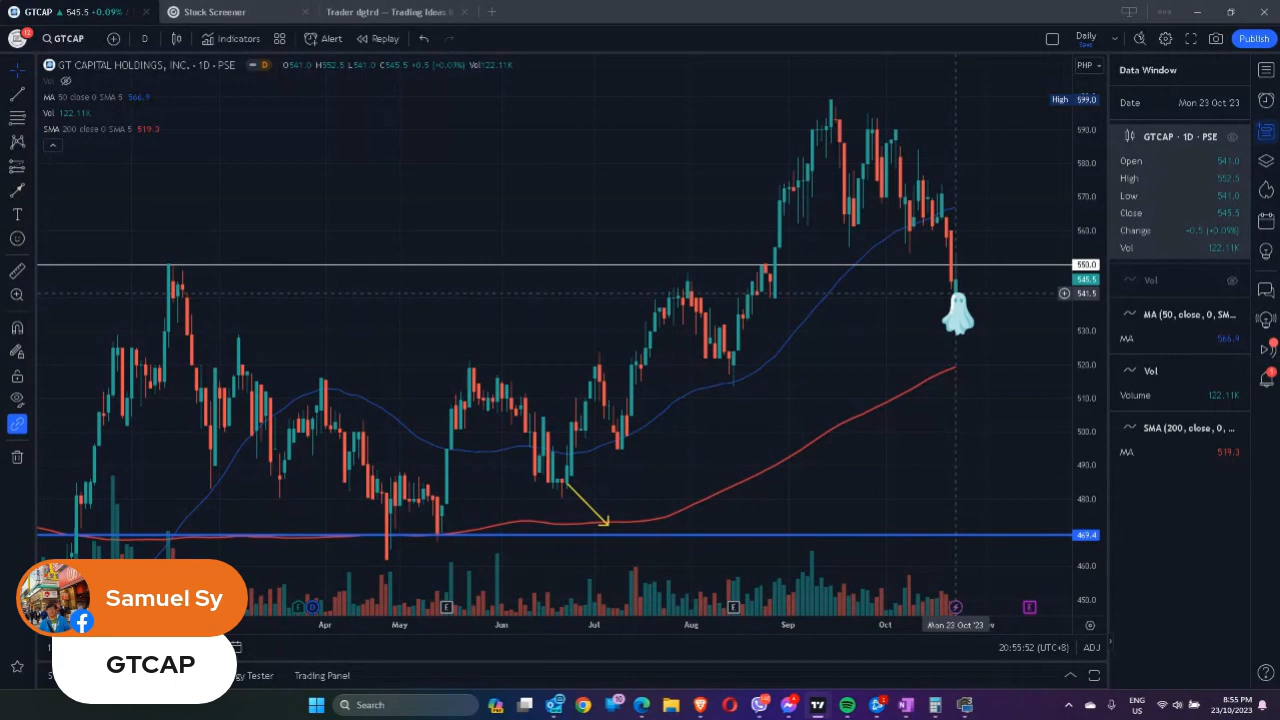 GTCAP ▲ 545.5 +0.09%
Stock Screener
Trader dgtrd — Trading Ideas
GTCAP
D
Indicators
Alert
Replay
Daily
Save
Publish
GT CAPITAL HOLDINGS, INC. · 1D · PSE
D
O541.0 H552.5 L541.0 C545.5 +0.5 (+0.09%) Vol122.11K
Vol
MA 50 close 0 SMA 5 566.9
Vol 122.11K
SMA 200 close 0 SMA 5 519.3
PHP
High 599.0
590.0
580.0
570.0
560.0
550.0
545.5
541.5
530.0
520.0
510.0
500.0
490.0
480.0
469.4
460.0
450.0
Data Window
Date Mon 23 Oct '23
GTCAP · 1D · PSE
Open 541.0
High 552.5
Low 541.0
Close 545.5
Change +0.5 (+0.09%)
Vol 122.11K
Vol
MA (50, close, 0, SM...
MA 566.9
Vol
Volume 122.11K
SMA (200, close, 0, ...
MA 519.3
E
E
E
Apr
May
Jun
Jul
Aug
Sep
Oct
Mon 23 Oct '23
20:55:52 (UTC+8)
ADJ
Samuel Sy
GTCAP
Tester
Trading Panel
Search
ENG
US
8:55 PM
23/10/2023